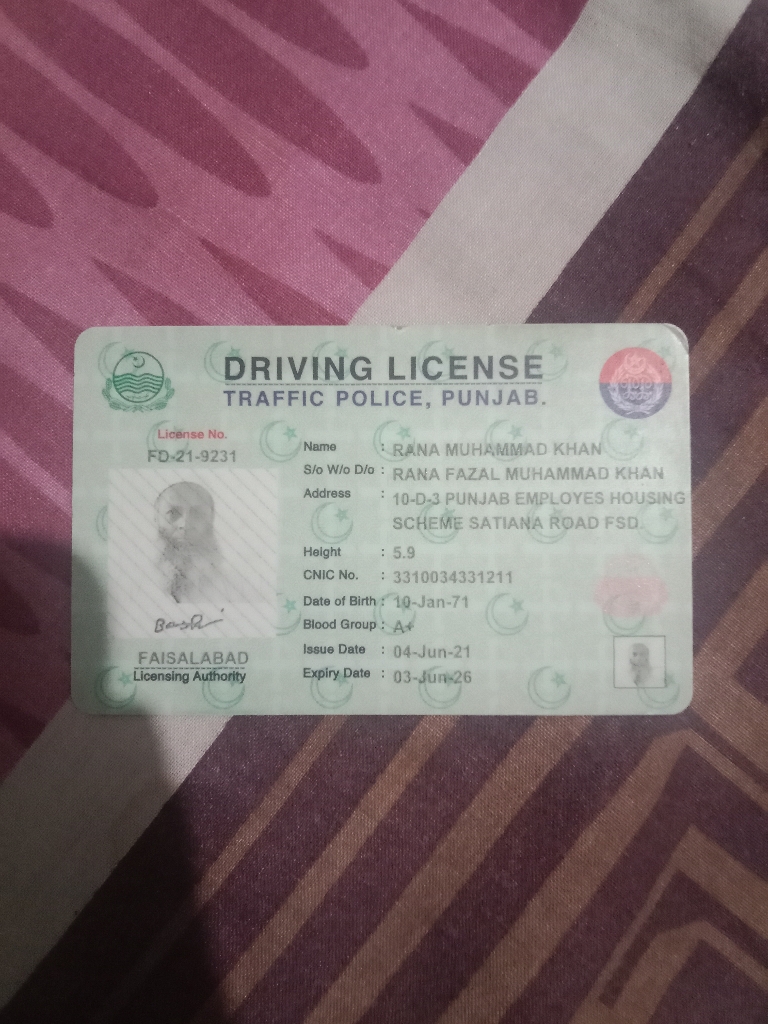 DRIVING LICENSE
TRAFFIC POLICE, PUNJAB.
License No.
FD-21-9231
Name : RANA MUHAMMAD KHAN
S/o W/o D/o : RANA FAZAL MUHAMMAD KHAN
Address : 10-D-3 PUNJAB EMPLOYES HOUSING
SCHEME SATIANA ROAD FSD.
Height : 5.9
CNIC No. : 3310034331211
Date of Birth : 10-Jan-71
Blood Group : A+
Issue Date : 04-Jun-21
Expiry Date : 03-Jun-26
FAISALABAD
Licensing Authority